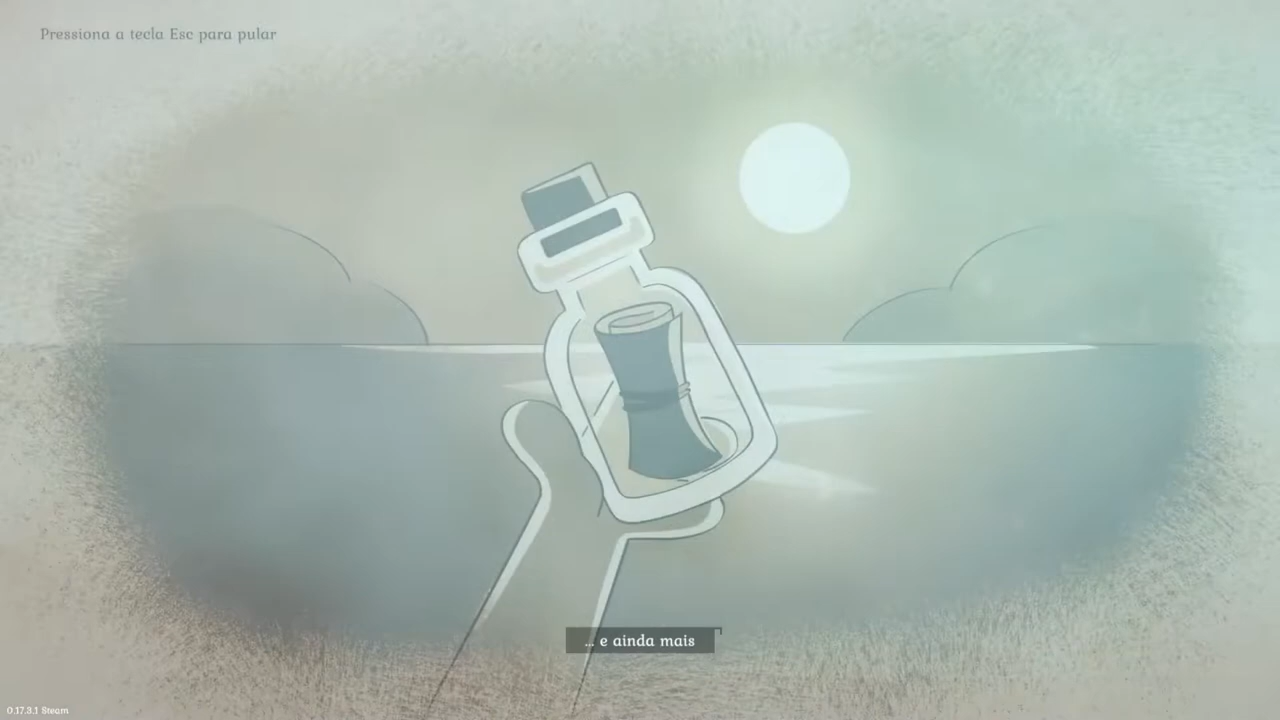 Pressiona a tecla Esc para pular
... e ainda mais
0.17.3.1 Steam